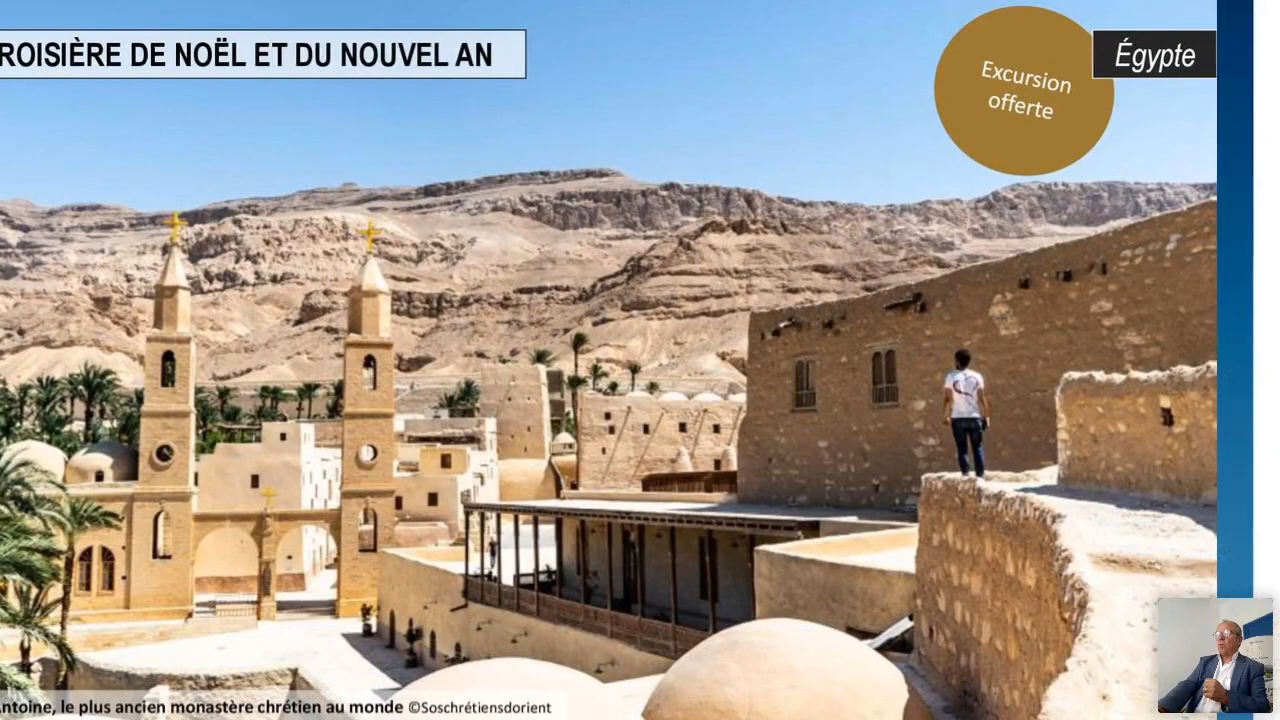 ROISIÈRE DE NOËL ET DU NOUVEL AN
Excursion
offerte
Égypte
Antoine, le plus ancien monastère chrétien au monde ©Soschrétiensdorient